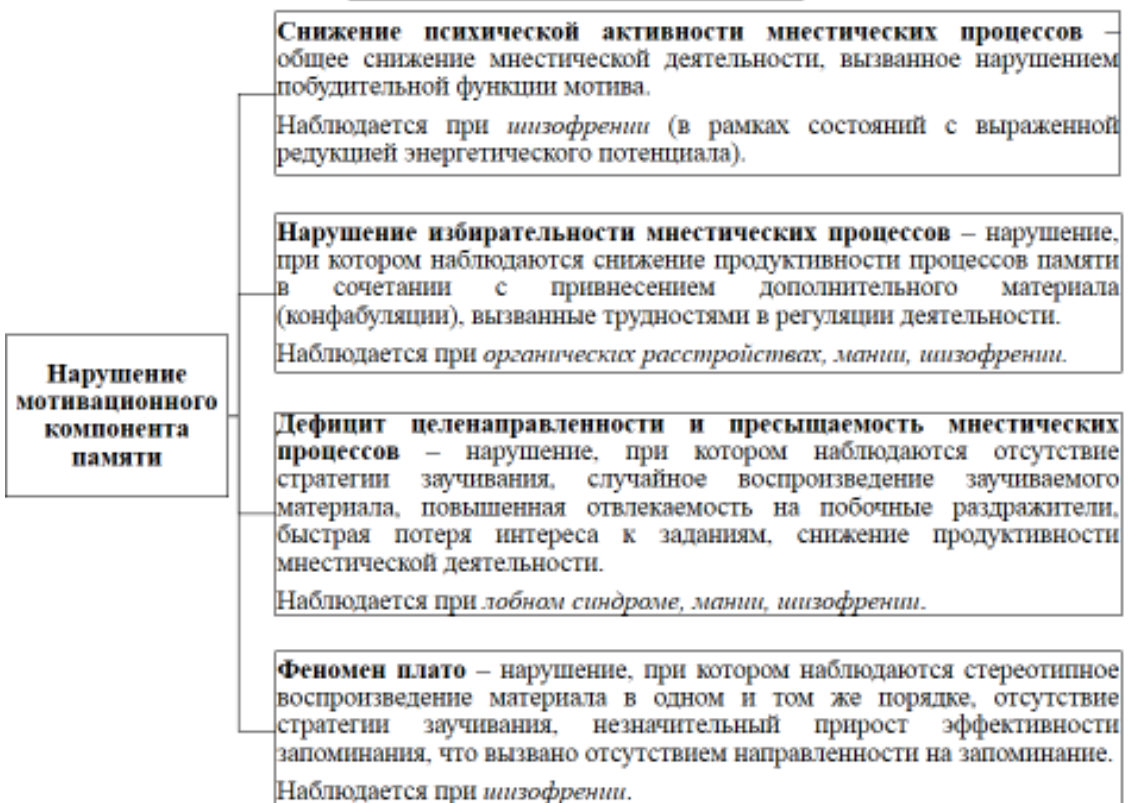 Снижение психической активности мнестических процессов –
общее снижение мнестической деятельности, вызванное нарушением
побудительной функции мотива.
Наблюдается при шизофрении (в рамках состояний с выраженной
редукцией энергетического потенциала).
Нарушение избирательности мнестических процессов – нарушение,
при котором наблюдаются снижение продуктивности процессов памяти
в сочетании с привнесением дополнительного материала
(конфабуляции), вызванные трудностями в регуляции деятельности.
Наблюдается при органических расстройствах, мании, шизофрении.
Нарушение
мотивационного
компонента
памяти
Дефицит целенаправленности и пресыщаемость мнестических
процессов – нарушение, при котором наблюдаются отсутствие
стратегии заучивания, случайное воспроизведение заучиваемого
материала, повышенная отвлекаемость на побочные раздражители,
быстрая потеря интереса к заданиям, снижение продуктивности
мнестической деятельности.
Наблюдается при лобном синдроме, мании, шизофрении.
Феномен плато – нарушение, при котором наблюдаются стереотипное
воспроизведение материала в одном и том же порядке, отсутствие
стратегии заучивания, незначительный прирост эффективности
запоминания, что вызвано отсутствием направленности на запоминание.
Наблюдается при шизофрении.